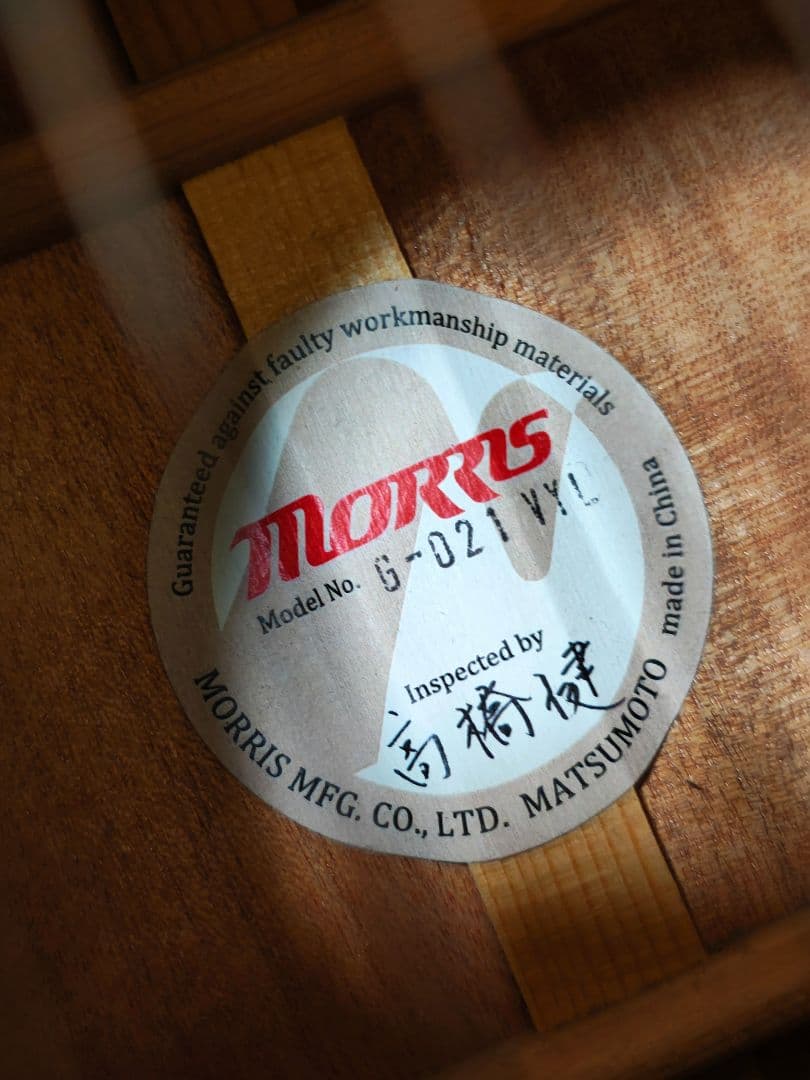 Guaranteed against faulty workmanship materials
MORRIS
Model No. G-021 VYL
Inspected by
高橋健
MORRIS MFG. CO., LTD. MATSUMOTO
made in China